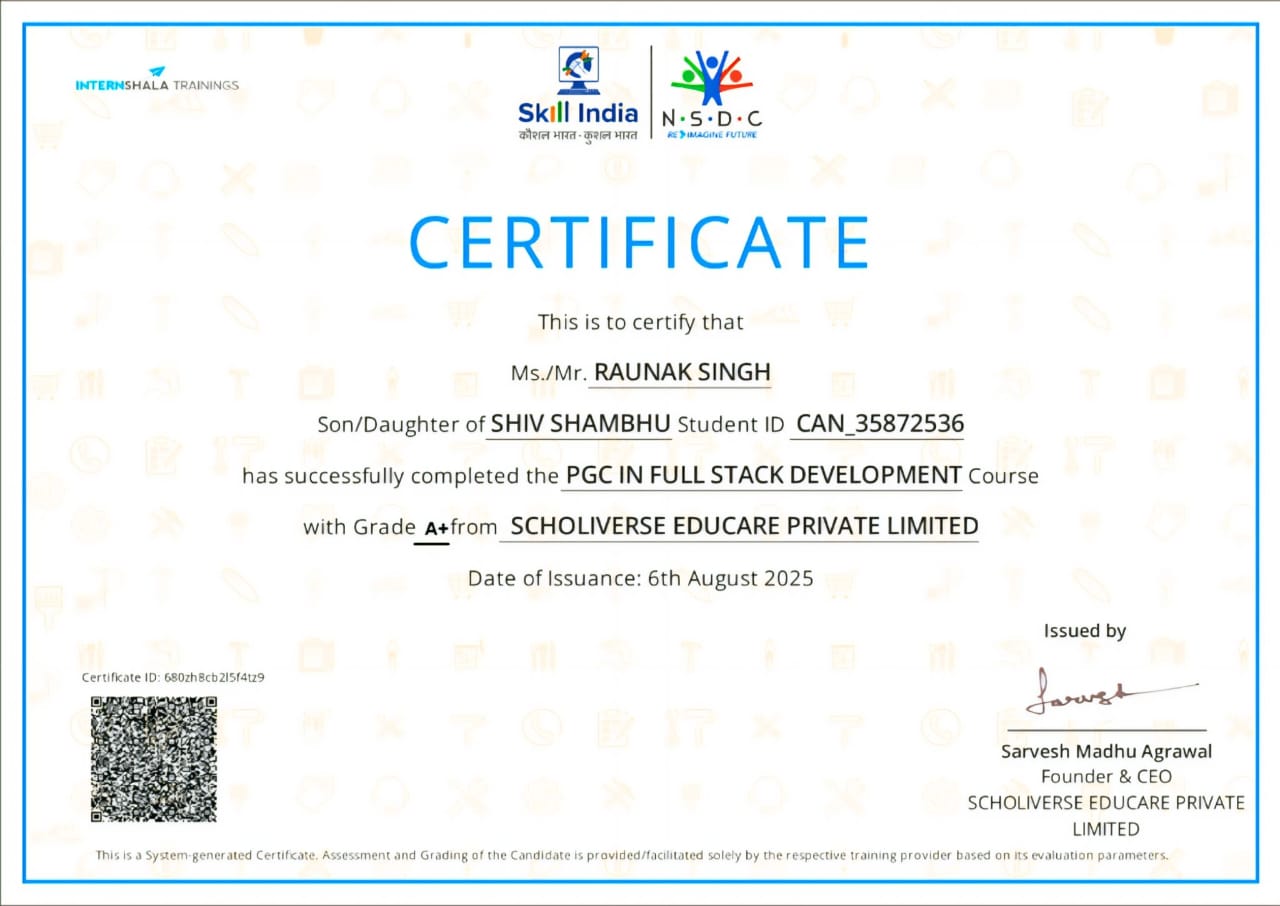 INTERNSHALA TRAININGS
Skill India
कौशल भारत - कुशल भारत
N·S·D·C
RE IMAGINE FUTURE
CERTIFICATE
This is to certify that
Ms./Mr. RAUNAK SINGH
Son/Daughter of SHIV SHAMBHU Student ID CAN_35872536
has successfully completed the PGC IN FULL STACK DEVELOPMENT Course
with Grade A+from SCHOLIVERSE EDUCARE PRIVATE LIMITED
Date of Issuance: 6th August 2025
Issued by
Sarvesh
Sarvesh Madhu Agrawal
Founder & CEO
SCHOLIVERSE EDUCARE PRIVATE
LIMITED
Certificate ID: 680zh8cb2l5f4tz9
This is a System-generated Certificate. Assessment and Grading of the Candidate is provided/facilitated solely by the respective training provider based on its evaluation parameters.